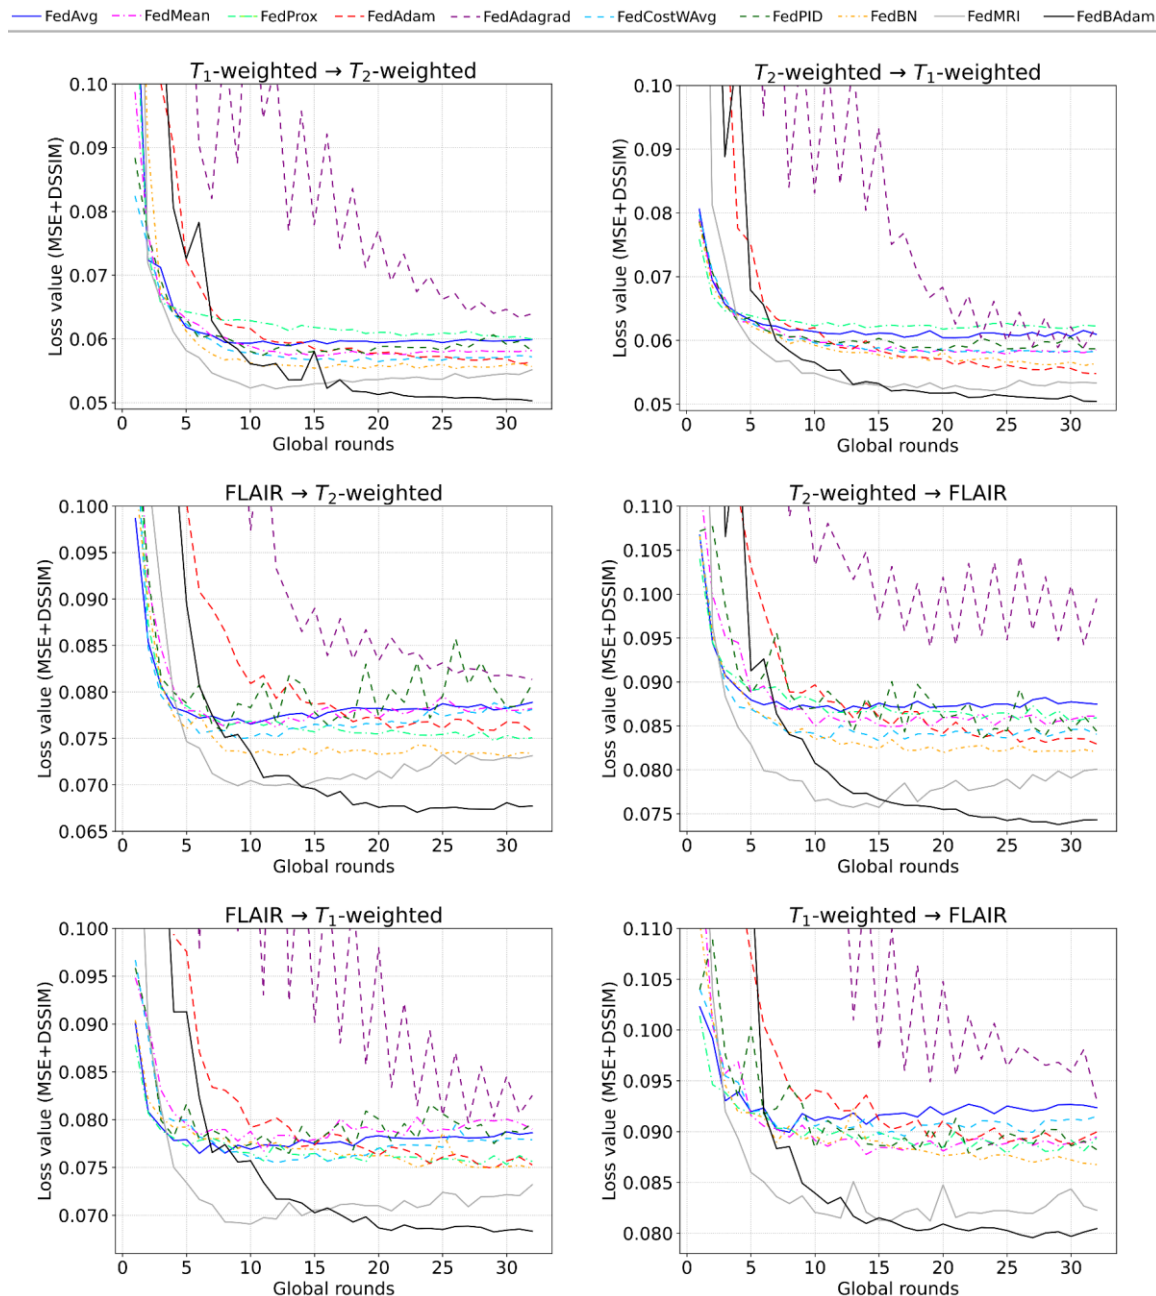 FedAvg FedMean FedProx FedAdam FedAdagrad FedCostWAvg FedPID FedBN FedMRI FedBAdam
T1-weighted → T2-weighted
0.10
0.09
0.08
0.07
0.06
0.05
Loss value (MSE+DSSIM)
0 5 10 15 20 25 30
Global rounds
T2-weighted → T1-weighted
0.10
0.09
0.08
0.07
0.06
0.05
Loss value (MSE+DSSIM)
0 5 10 15 20 25 30
Global rounds
FLAIR → T2-weighted
0.100
0.095
0.090
0.085
0.080
0.075
0.070
0.065
Loss value (MSE+DSSIM)
0 5 10 15 20 25 30
Global rounds
T2-weighted → FLAIR
0.110
0.105
0.100
0.095
0.090
0.085
0.080
0.075
Loss value (MSE+DSSIM)
0 5 10 15 20 25 30
Global rounds
FLAIR → T1-weighted
0.100
0.095
0.090
0.085
0.080
0.075
0.070
Loss value (MSE+DSSIM)
0 5 10 15 20 25 30
Global rounds
T1-weighted → FLAIR
0.110
0.105
0.100
0.095
0.090
0.085
0.080
Loss value (MSE+DSSIM)
0 5 10 15 20 25 30
Global rounds